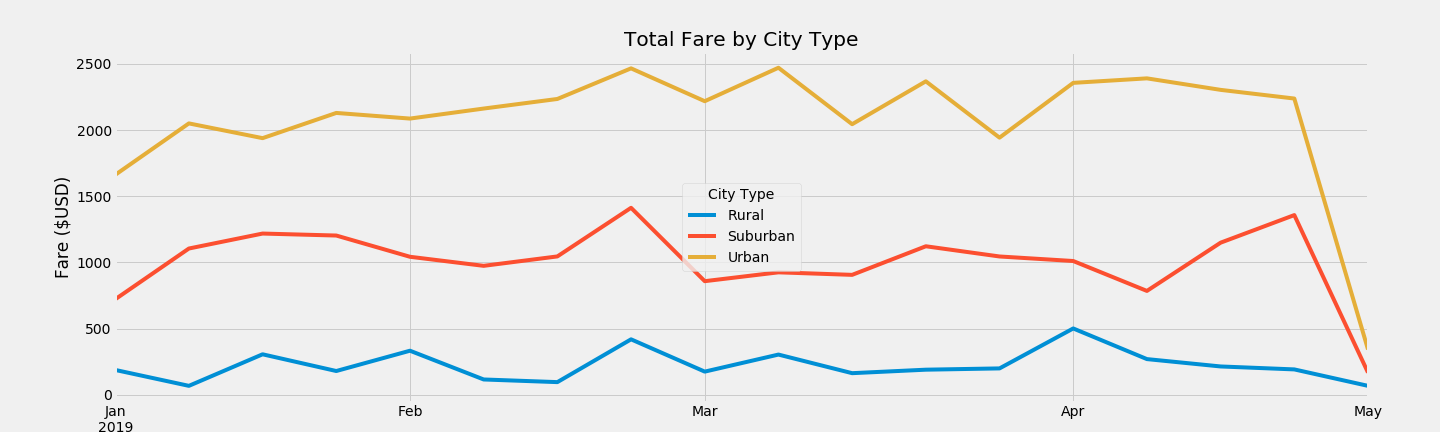 Total Fare by City Type
Fare ($USD)
2500
2000
1500
1000
500
0
City Type
Rural
Suburban
Urban
Jan
2019
Feb
Mar
Apr
May